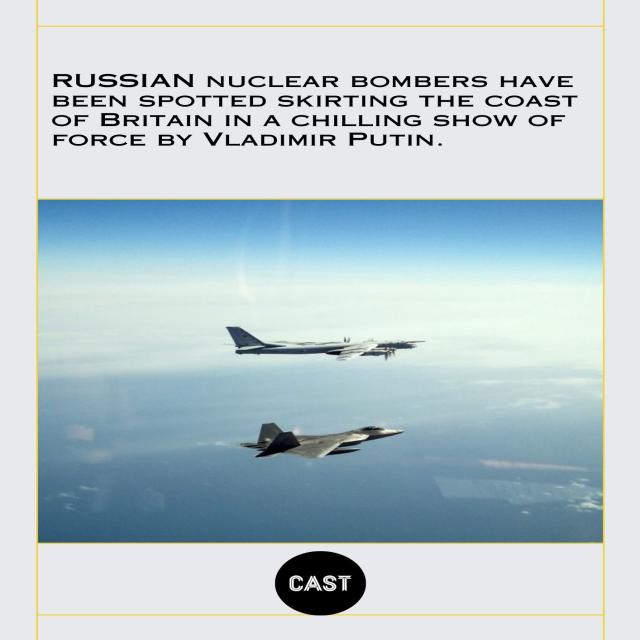 RUSSIAN NUCLEAR BOMBERS HAVE
BEEN SPOTTED SKIRTING THE COAST
OF BRITAIN IN A CHILLING SHOW OF
FORCE BY VLADIMIR PUTIN.
CAST